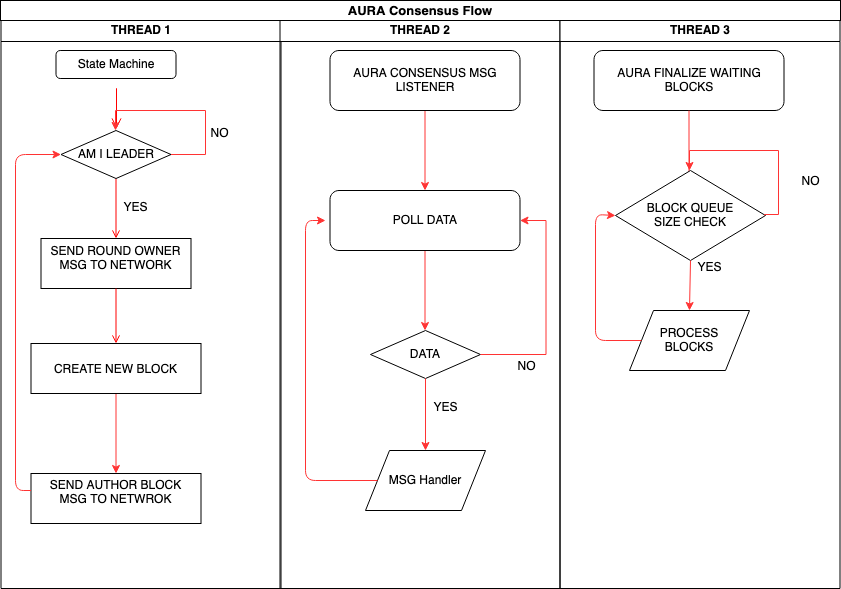 AURA Consensus Flow
THREAD 1
THREAD 2
THREAD 3
State Machine
AM I LEADER
NO
YES
SEND ROUND OWNER
MSG TO NETWORK
CREATE NEW BLOCK
SEND AUTHOR BLOCK
MSG TO NETWROK
AURA CONSENSUS MSG
LISTENER
POLL DATA
DATA
NO
YES
MSG Handler
AURA FINALIZE WAITING
BLOCKS
BLOCK QUEUE
SIZE CHECK
NO
YES
PROCESS
BLOCKS